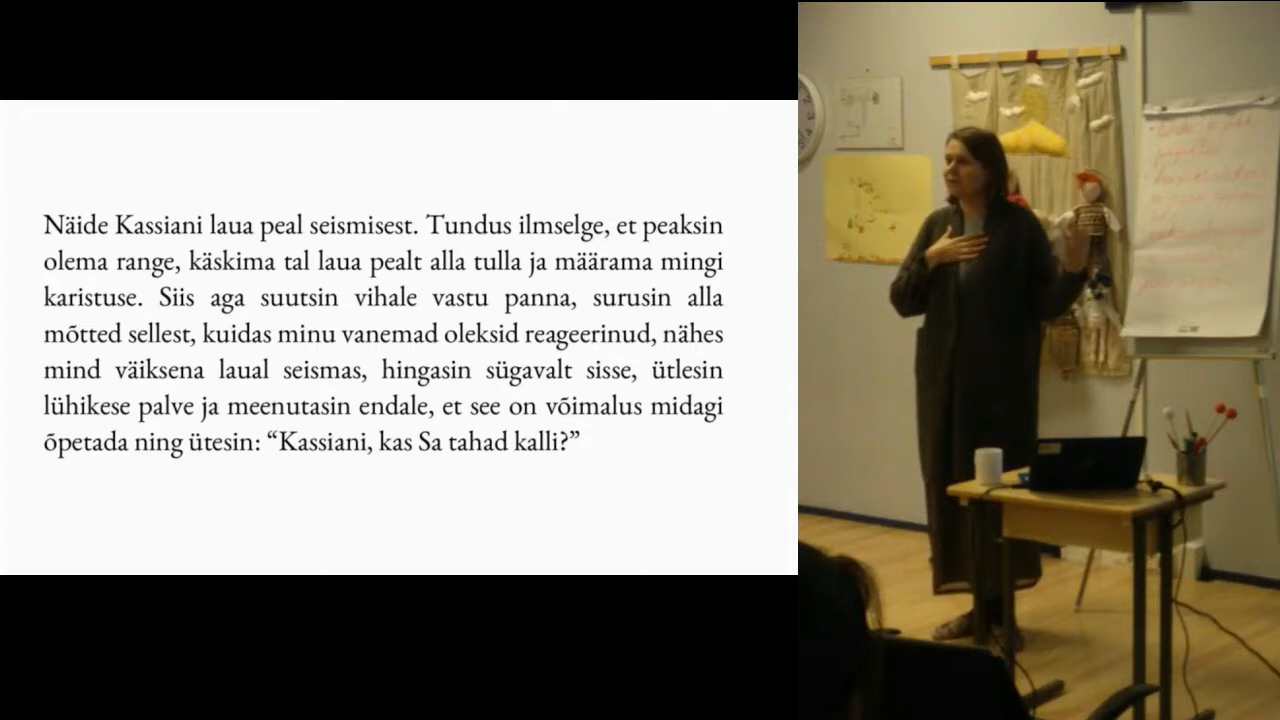 Näide Kassiani laua peal seismisest. Tundus ilmselge, et peaksin
olema range, käskima tal laua pealt alla tulla ja määrama mingi
karistuse. Siis aga suutsin vihale vastu panna, surusin alla
mõtted sellest, kuidas minu vanemad oleksid reageerinud, nähes
mind väiksena laual seismas, hingasin sügavalt sisse, ütlesin
lühikese palve ja meenutasin endale, et see on võimalus midagi
õpetada ning ütesin: “Kassiani, kas Sa tahad kalli?”